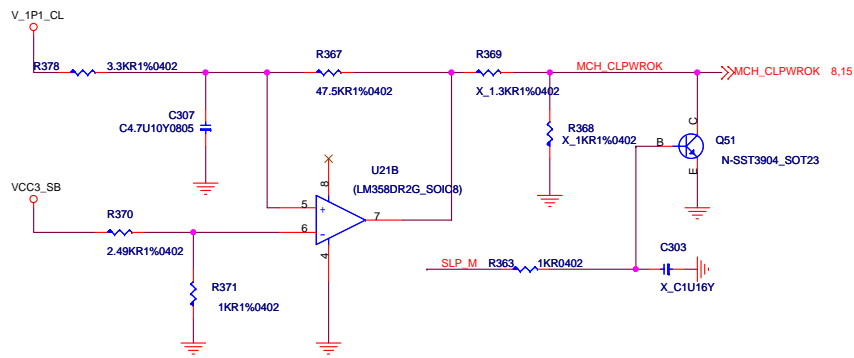 V_1P1_CL
R378
3.3KR1%0402
R367
47.5KR1%0402
R369
X_1.3KR1%0402
MCH_CLPWROK
MCH_CLPWROK 8,15
C307
C4.7U10Y0805
R368
X_1KR1%0402
C
B
E
Q51
N-SST3904_SOT23
8
U21B
(LM358DR2G_SOIC8)
VCC3_SB
R370
2.49KR1%0402
5
+
6
-
7
4
R371
1KR1%0402
SLP_M
R363
1KR0402
C303
X_C1U16Y